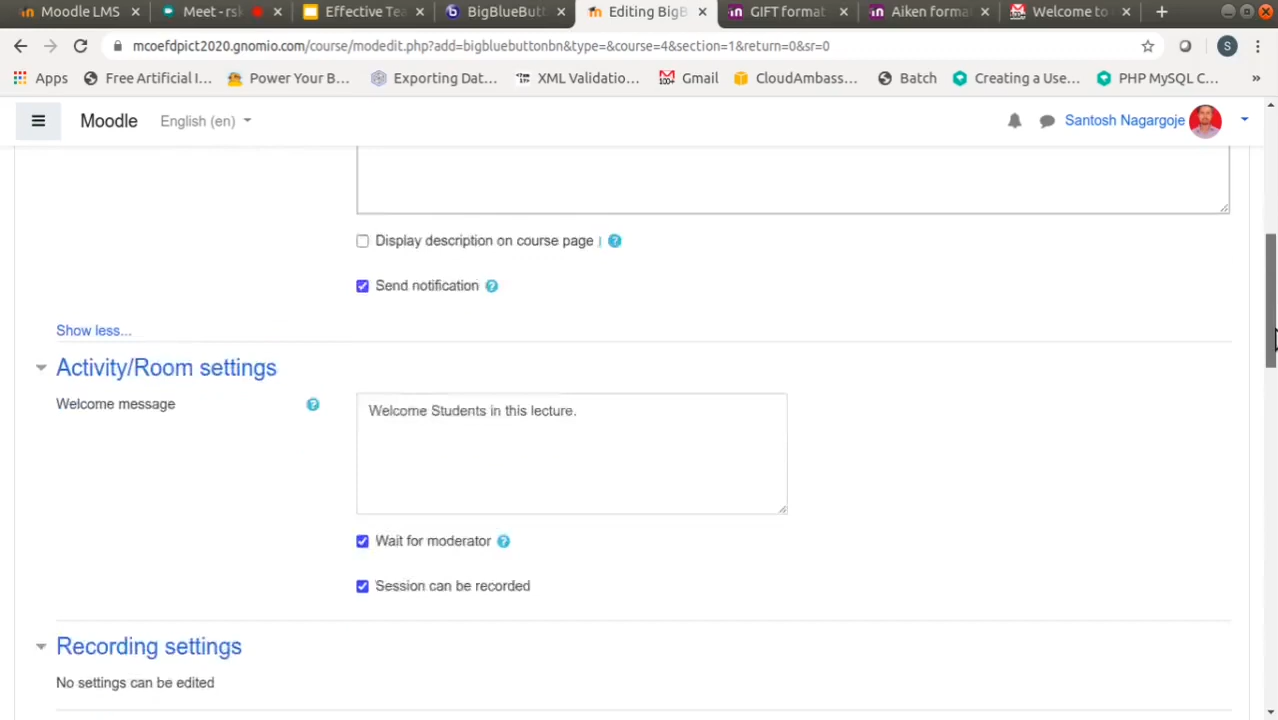 Moodle LMS
Meet - rsk
Effective Tea
BigBlueButt
Editing BigB
GIFT format
Aiken forma
Welcome to
mcoefdpict2020.gnomio.com/course/modedit.php?add=bigbluebuttonbn&type=&course=4&section=1&return=0&sr=0
S
Apps
Free Artificial I...
Power Your B...
Exporting Dat...
XML Validatio...
Gmail
CloudAmbass...
Batch
Creating a Use...
PHP MySQL C...
»
Moodle
English (en)
Santosh Nagargoje
Display description on course page
Send notification
Show less...
Activity/Room settings
Welcome message
Welcome Students in this lecture.
Wait for moderator
Session can be recorded
Recording settings
No settings can be edited